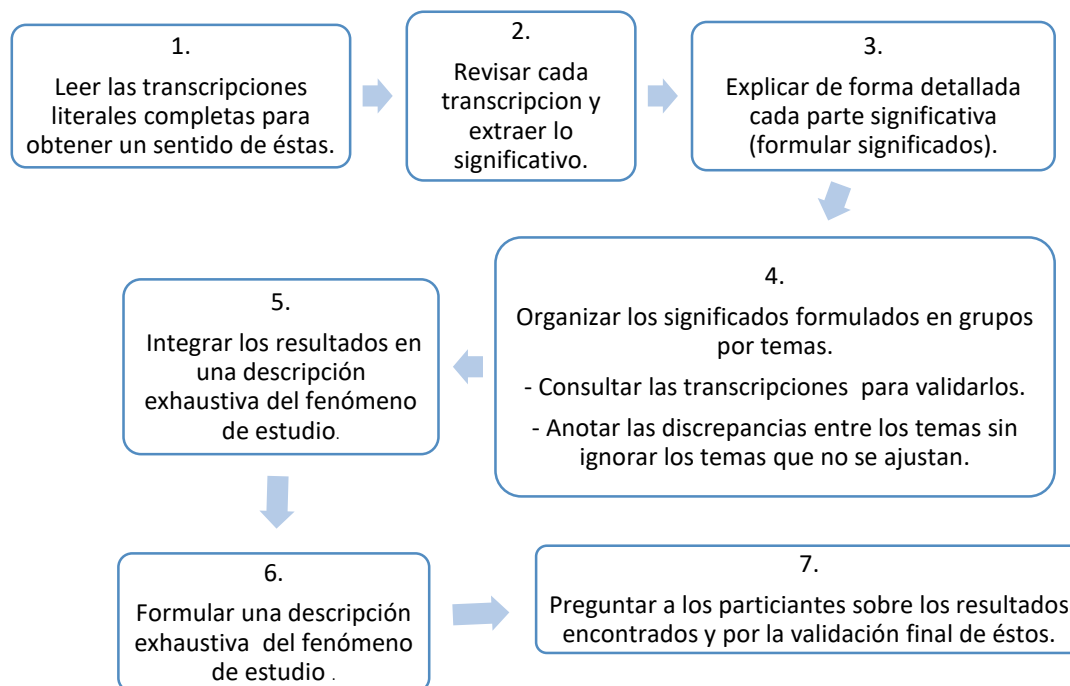 1.
Leer las transcripciones
literales completas para
obtener un sentido de éstas.
2.
Revisar cada
transcripcion y
extraer lo
significativo.
3.
Explicar de forma detallada
cada parte significativa
(formular significados).
4.
Organizar los significados formulados en grupos
por temas.
- Consultar las transcripciones  para validarlos.
- Anotar las discrepancias entre los temas sin
ignorar los temas que no se ajustan.
5.
Integrar los resultados en
una descripción
exhaustiva del fenómeno
de estudio.
6.
Formular una descripción
exhaustiva  del fenómeno
de estudio .
7.
Preguntar a los particiantes sobre los resultados
encontrados y por la validación final de éstos.